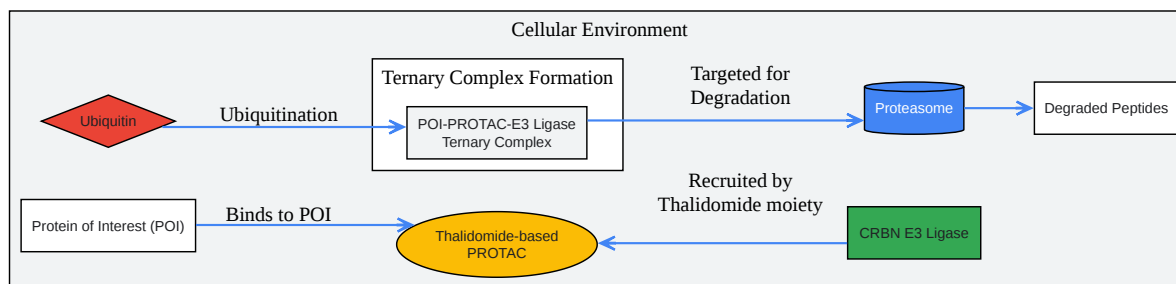 Cellular Environment
Ternary Complex Formation
Targeted for
Degradation
Ubiquitin
Ubiquitination
POI-PROTAC-E3 Ligase
Ternary Complex
Proteasome
Degraded Peptides
Recruited by
Thalidomide moiety
Protein of Interest (POI)
Binds to POI
Thalidomide-based
PROTAC
CRBN E3 Ligase